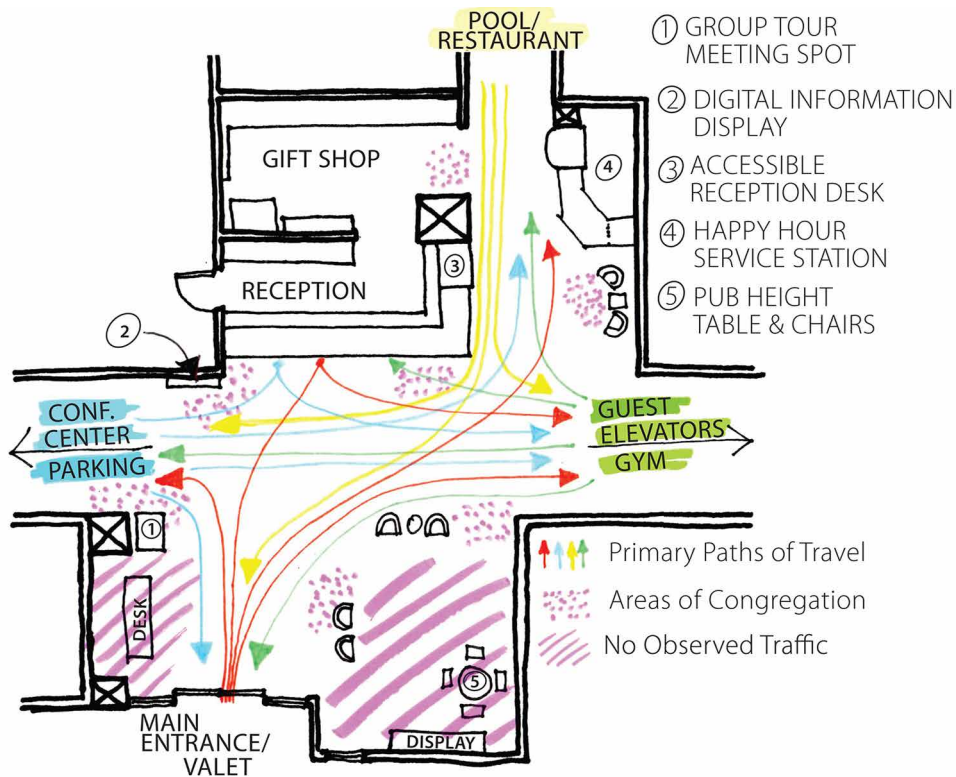 POOL/
RESTAURANT
① GROUP TOUR
MEETING SPOT
② DIGITAL INFORMATION
DISPLAY
③ ACCESSIBLE
RECEPTION DESK
④ HAPPY HOUR
SERVICE STATION
⑤ PUB HEIGHT
TABLE & CHAIRS
GIFT SHOP
④
③
RECEPTION
②
CONF.
CENTER
PARKING
GUEST
ELEVATORS
GYM
①
DESK
⑤
DISPLAY
MAIN
ENTRANCE/
VALET
Primary Paths of Travel
Areas of Congregation
No Observed Traffic